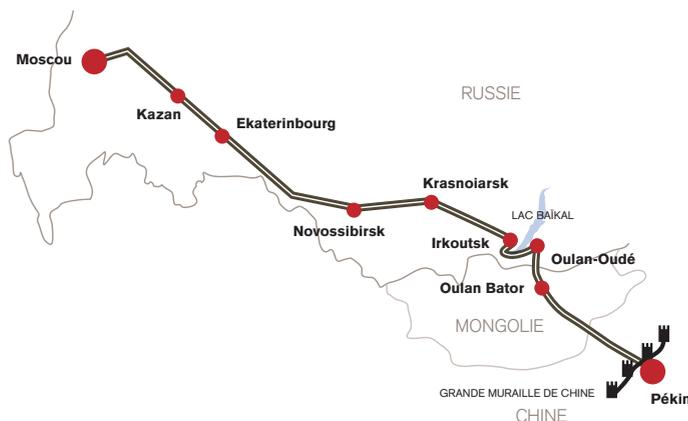 Moscou
RUSSIE
Kazan
Ekaterinbourg
Krasnoiarsk
LAC BAÏKAL
Novossibirsk
Irkoutsk
Oulan-Oudé
Oulan Bator
MONGOLIE
GRANDE MURAILLE DE CHINE
Pékin
CHINE